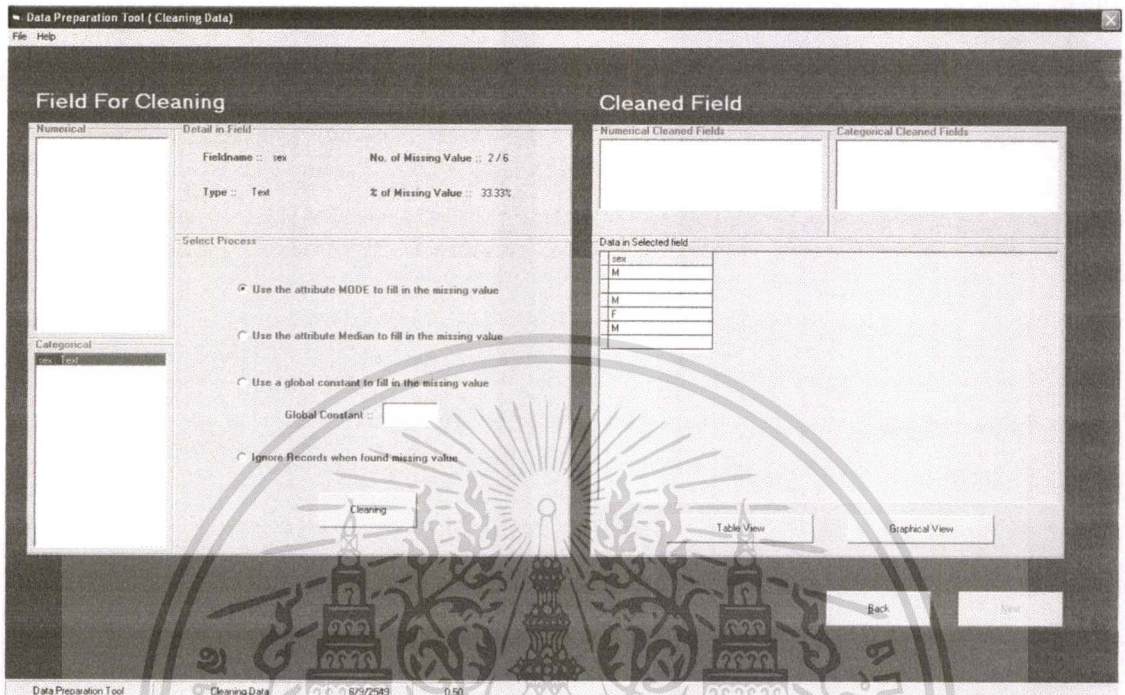 Data Preparation Tool ( Cleaning Data)
File Help
Field For Cleaning
Numerical
Detail in Field
Fieldname :: sex
No. of Missing Value :: 2 / 6
Type :: Text
% of Missing Value :: 33.33%
Select Process
Use the attribute MODE to fill in the missing value
Use the attribute Median to fill in the missing value
Use a global constant to fill in the missing value
Global Constant ::
Ignore Records when found missing value
Cleaning
Categorical
sex, Text
Cleaned Field
Numerical Cleaned Fields
Categorical Cleaned Fields
Data in Selected field
sex
M
M
F
M
Table View
Graphical View
Back
Next
Data Preparation Tool
Cleaning Data
6/9/2549
0:50